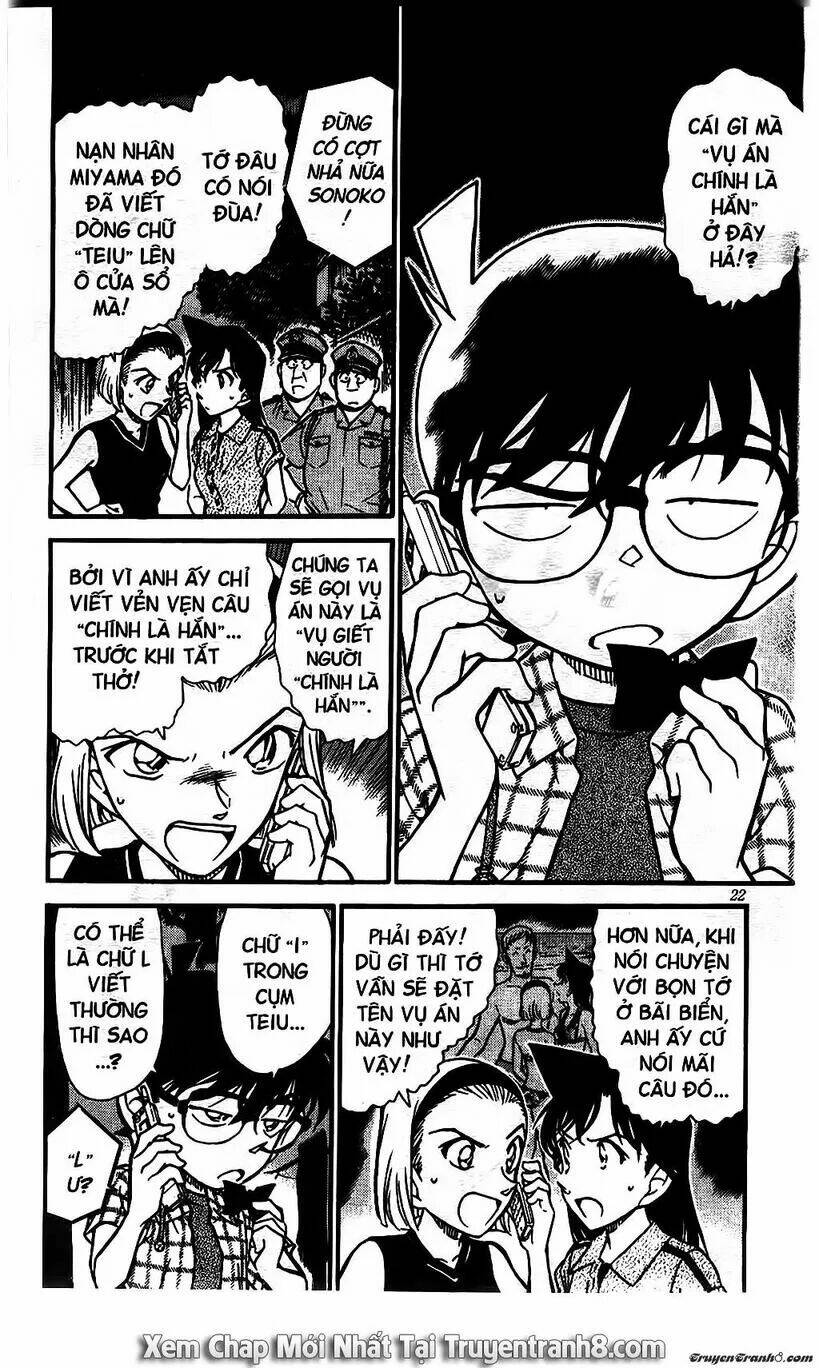 CÁI GÌ MÀ
"VỤ ÁN
CHÍNH LÀ
HẮN"
Ở ĐÂY
HẢ!?
ĐỪNG
CÓ CỢT
NHẢ NỮA
SONOKO
!
TỚ ĐÂU
CÓ NÓI
ĐÙA!
NẠN NHÂN
MIYAMA ĐÓ
ĐÃ VIẾT
DÒNG CHỮ
"TEIU" LÊN
Ô CỬA SỔ
MÀ!
CHÚNG TA
SẼ GỌI VỤ
ÁN NÀY LÀ
"VỤ GIẾT
NGƯỜI
"CHÍNH LÀ
HẮN"".
BỞI VÌ ANH ẤY CHỈ
VIẾT VẺN VẸN CÂU
"CHÍNH LÀ HẮN"...
TRƯỚC KHI TẮT
THỞ!
22
HƠN NỮA, KHI
NÓI CHUYỆN
VỚI BỌN TỚ
Ở BÃI BIỂN,
ANH ẤY CỨ
NÓI MÃI
CÂU ĐÓ...
PHẢI ĐẤY!
DÙ GÌ THÌ TỚ
VẪN SẼ ĐẶT
TÊN VỤ ÁN
NÀY NHƯ
VẬY!
CHỮ "I"
TRONG
CỤM
TEIU...
CÓ THỂ
LÀ CHỮ L
VIẾT
THƯỜNG
THÌ SAO
...?
"L"
Ư?
Xem Chap Mới Nhất Tại Truyentranh8.com
TruyenTranh8.com